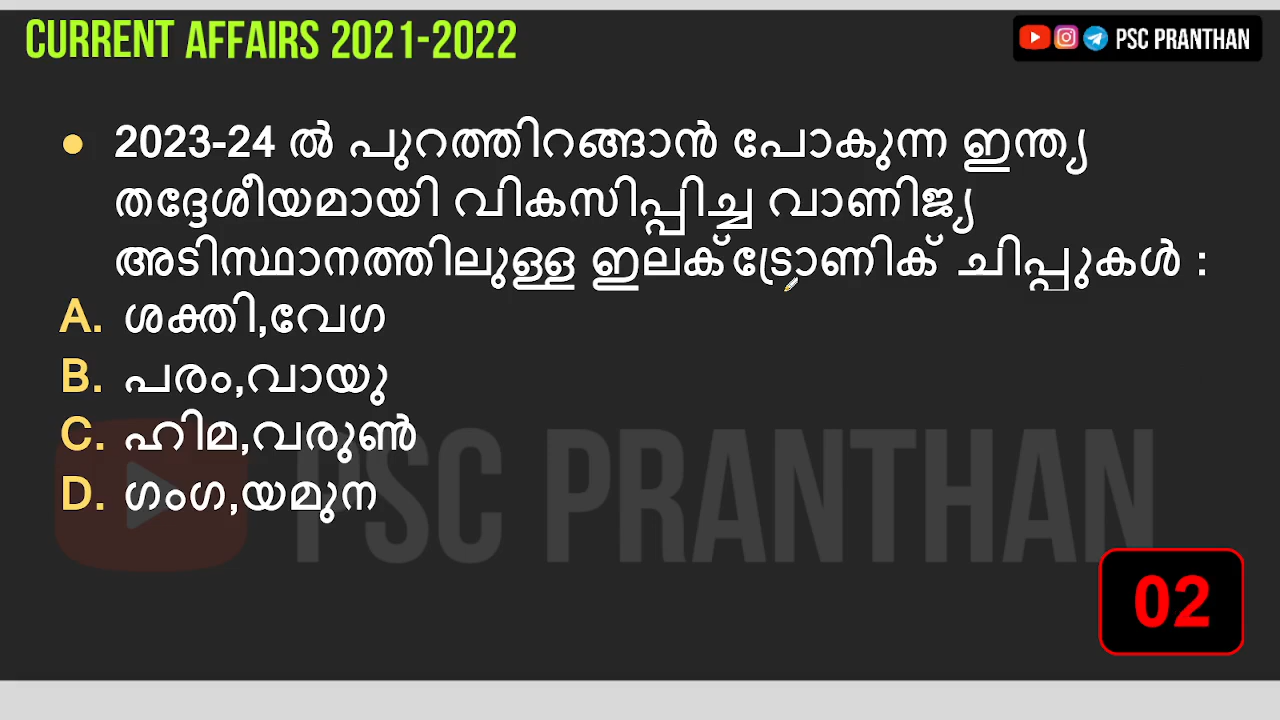 CURRENT AFFAIRS 2021-2022
PSC PRANTHAN
● 2023-24 ൽ പുറത്തിറങ്ങാൻ പോകുന്ന ഇന്ത്യ
തദ്ദേശീയമായി വികസിപ്പിച്ച വാണിജ്യ
അടിസ്ഥാനത്തിലുള്ള ഇലക്ട്രോണിക് ചിപ്പുകൾ :
A. ശക്തി,വേഗ
B. പരം,വായു
C. ഹിമ,വരുൺ
D. ഗംഗ,യമുന
PSC PRANTHAN
02